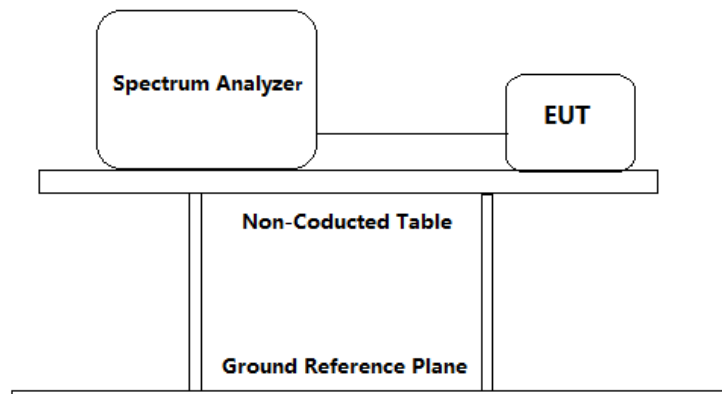 Spectrum Analyzer
EUT
Non-Coducted Table
Ground Reference Plane